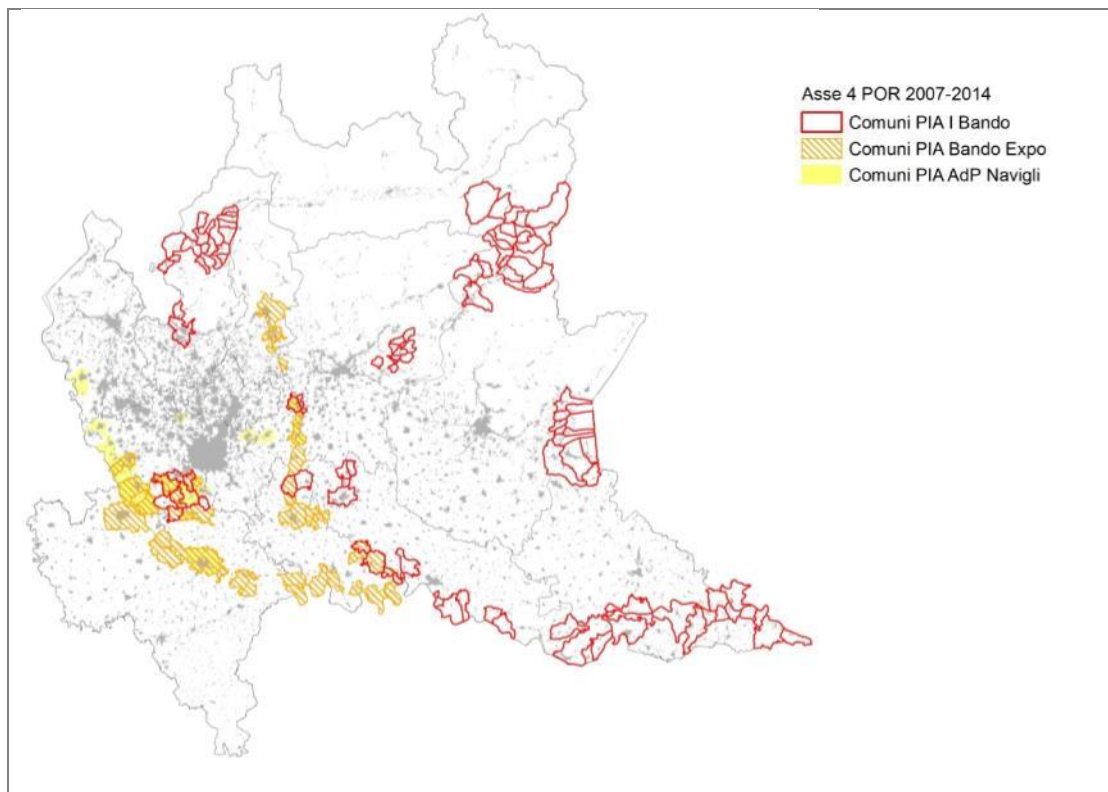 Asse 4 POR 2007-2014
Comuni PIA I Bando
Comuni PIA Bando Expo
Comuni PIA AdP Navigli